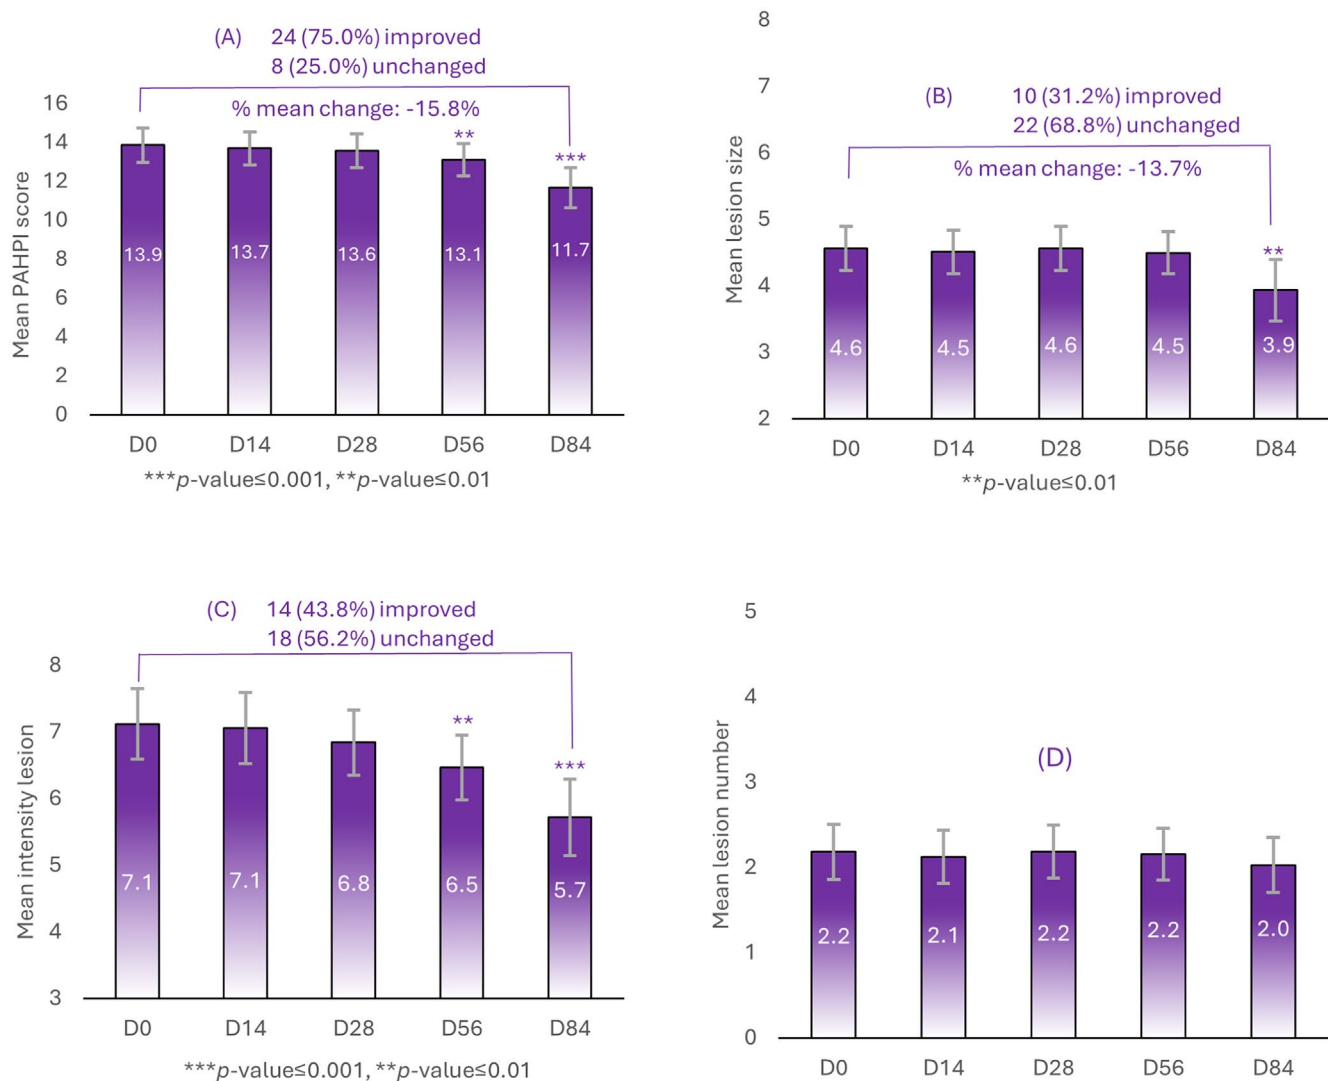 (A) 24 (75.0%) improved
8 (25.0%) unchanged
% mean change: -15.8%
Mean PAHPI score
16
14
12
10
8
6
4
2
0
**
***
13.9 13.7 13.6 13.1 11.7
D0 D14 D28 D56 D84
***p-value≤0.001, **p-value≤0.01
(B) 10 (31.2%) improved
22 (68.8%) unchanged
% mean change: -13.7%
Mean lesion size
8
7
6
5
4
3
2
**
4.6 4.5 4.6 4.5 3.9
D0 D14 D28 D56 D84
**p-value≤0.01
(C) 14 (43.8%) improved
18 (56.2%) unchanged
Mean intensity lesion
8
7
6
5
4
3
**
***
7.1 7.1 6.8 6.5 5.7
D0 D14 D28 D56 D84
***p-value≤0.001, **p-value≤0.01
(D)
Mean lesion number
5
4
3
2
1
0
2.2 2.1 2.2 2.2 2.0
D0 D14 D28 D56 D84